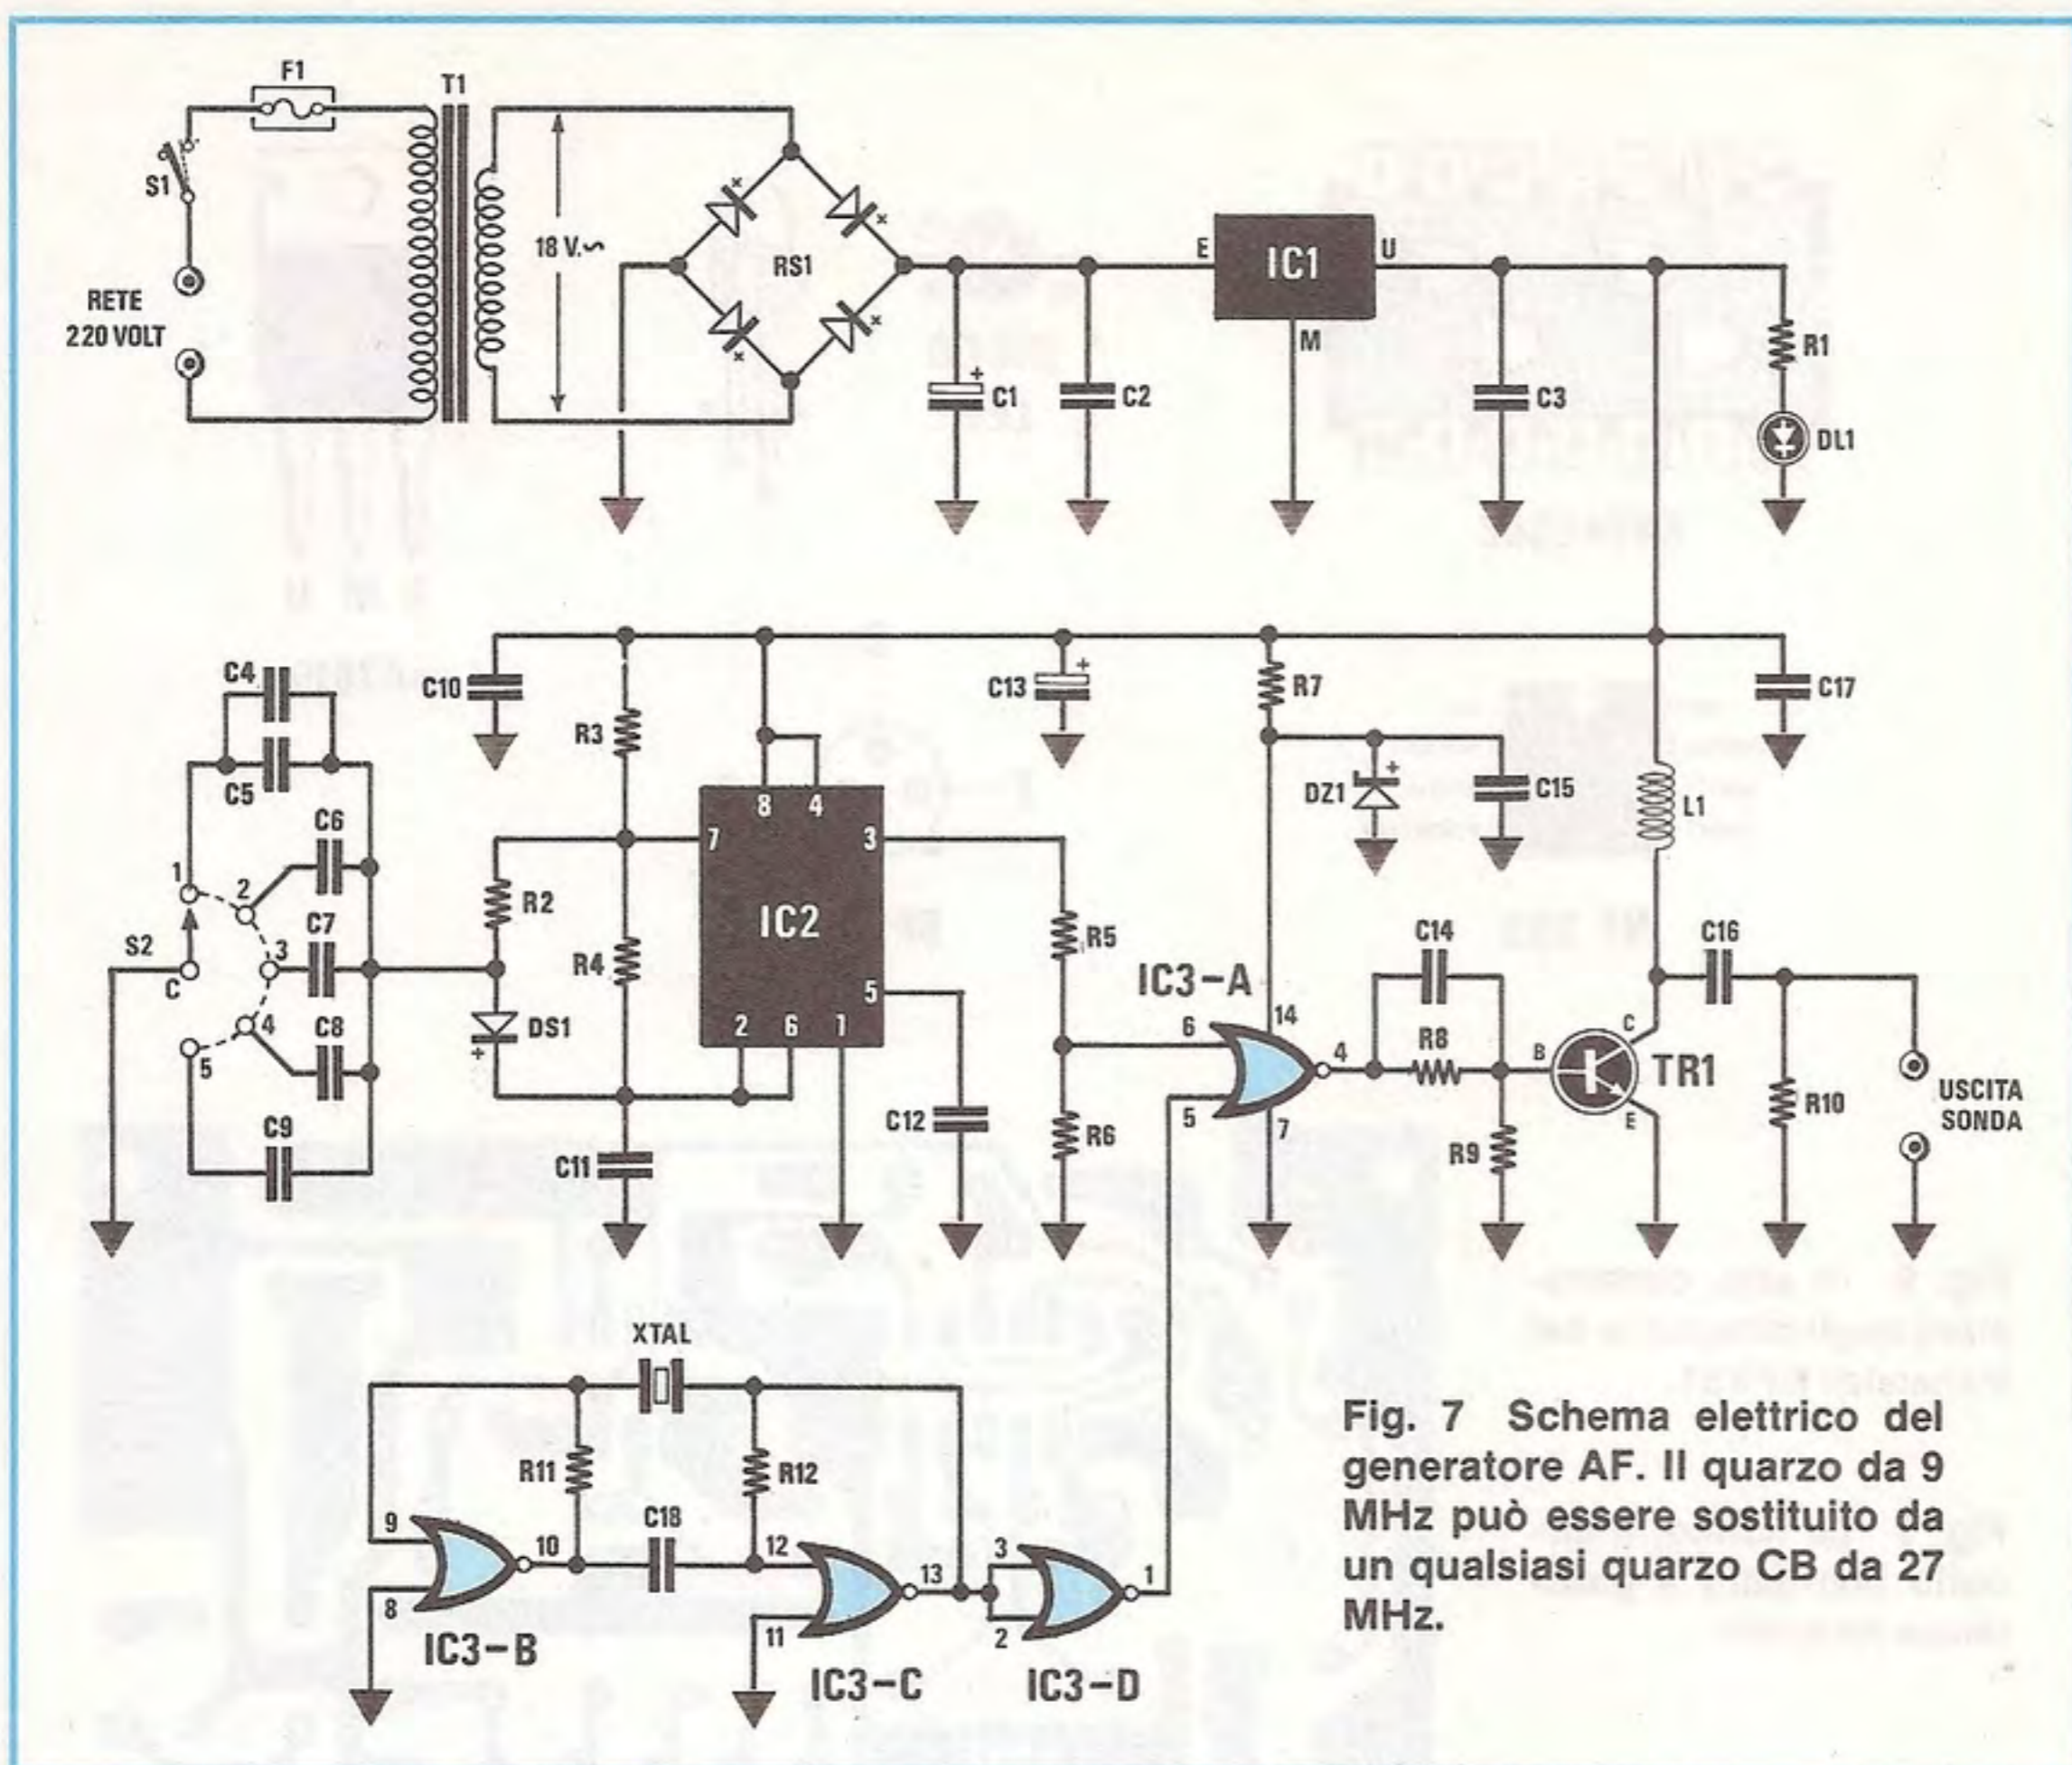 F1
T1
S1
RETE
220 VOLT
18 V.~
RS1
E
IC1
U
M
+
C1
C2
C3
R1
DL1
C4
C5
C6
C7
C8
C9
S2
C
1
2
3
4
5
C10
R3
R2
R4
DS1
+
C11
8
4
7
3
IC2
5
2
6
1
C12
C13
+
R5
R6
R7
DZ1
+
C15
C17
L1
IC3-A
6
5
14
4
7
C14
R8
R9
B
C
E
TR1
C16
R10
USCITA
SONDA
XTAL
R11
R12
C18
9
8
10
IC3-B
12
11
13
IC3-C
3
2
1
IC3-D
Fig. 7 Schema elettrico del
generatore AF. Il quarzo da 9
MHz può essere sostituito da
un qualsiasi quarzo CB da 27
MHz.